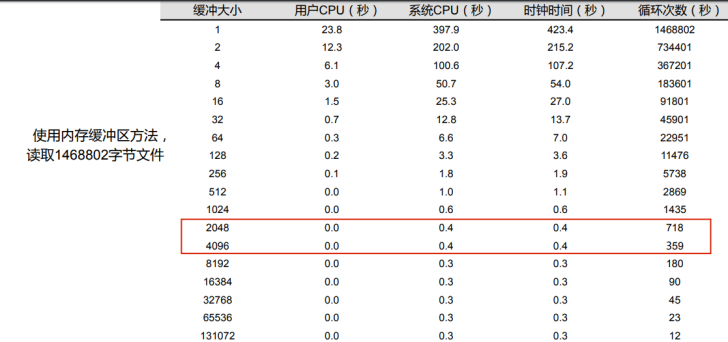 缓冲大小 用户CPU（秒） 系统CPU（秒） 时钟时间（秒） 循环次数（秒）
1 23.8 397.9 423.4 1468802
2 12.3 202.0 215.2 734401
4 6.1 100.6 107.2 367201
8 3.0 50.7 54.0 183601
16 1.5 25.3 27.0 91801
32 0.7 12.8 13.7 45901
64 0.3 6.6 7.0 22951
128 0.2 3.3 3.6 11476
256 0.1 1.8 1.9 5738
512 0.0 1.0 1.1 2869
1024 0.0 0.6 0.6 1435
2048 0.0 0.4 0.4 718
4096 0.0 0.4 0.4 359
8192 0.0 0.3 0.3 180
16384 0.0 0.3 0.3 90
32768 0.0 0.3 0.3 45
65536 0.0 0.3 0.3 23
131072 0.0 0.3 0.3 12
使用内存缓冲区方法，
读取1468802字节文件